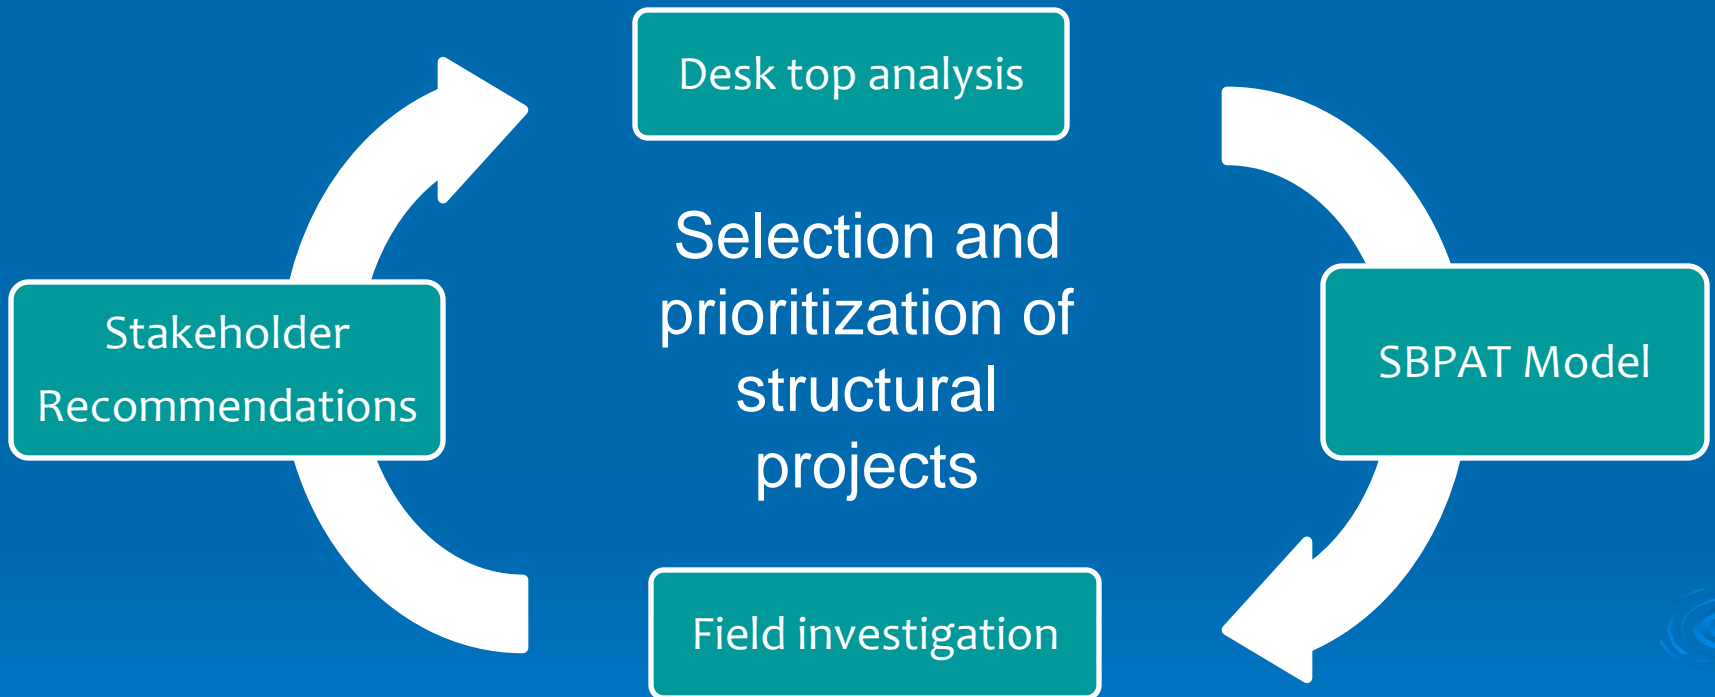 Desk top analysis
Selection and
prioritization of
structural
projects
Stakeholder
Recommendations
SBPAT Model
Field investigation